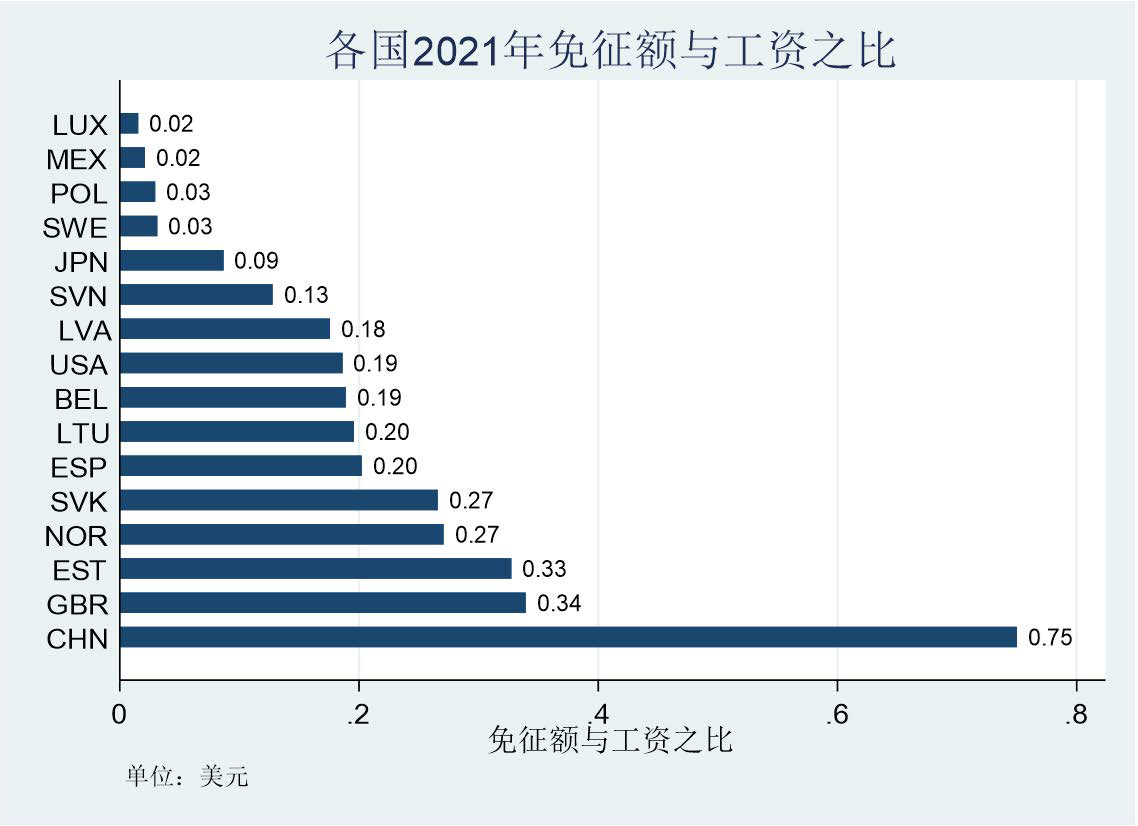 各国2021年免征额与工资之比
LUX 0.02
MEX 0.02
POL 0.03
SWE 0.03
JPN 0.09
SVN 0.13
LVA 0.18
USA 0.19
BEL 0.19
LTU 0.20
ESP 0.20
SVK 0.27
NOR 0.27
EST 0.33
GBR 0.34
CHN 0.75
0 .2 .4 .6 .8
免征额与工资之比
单位：美元